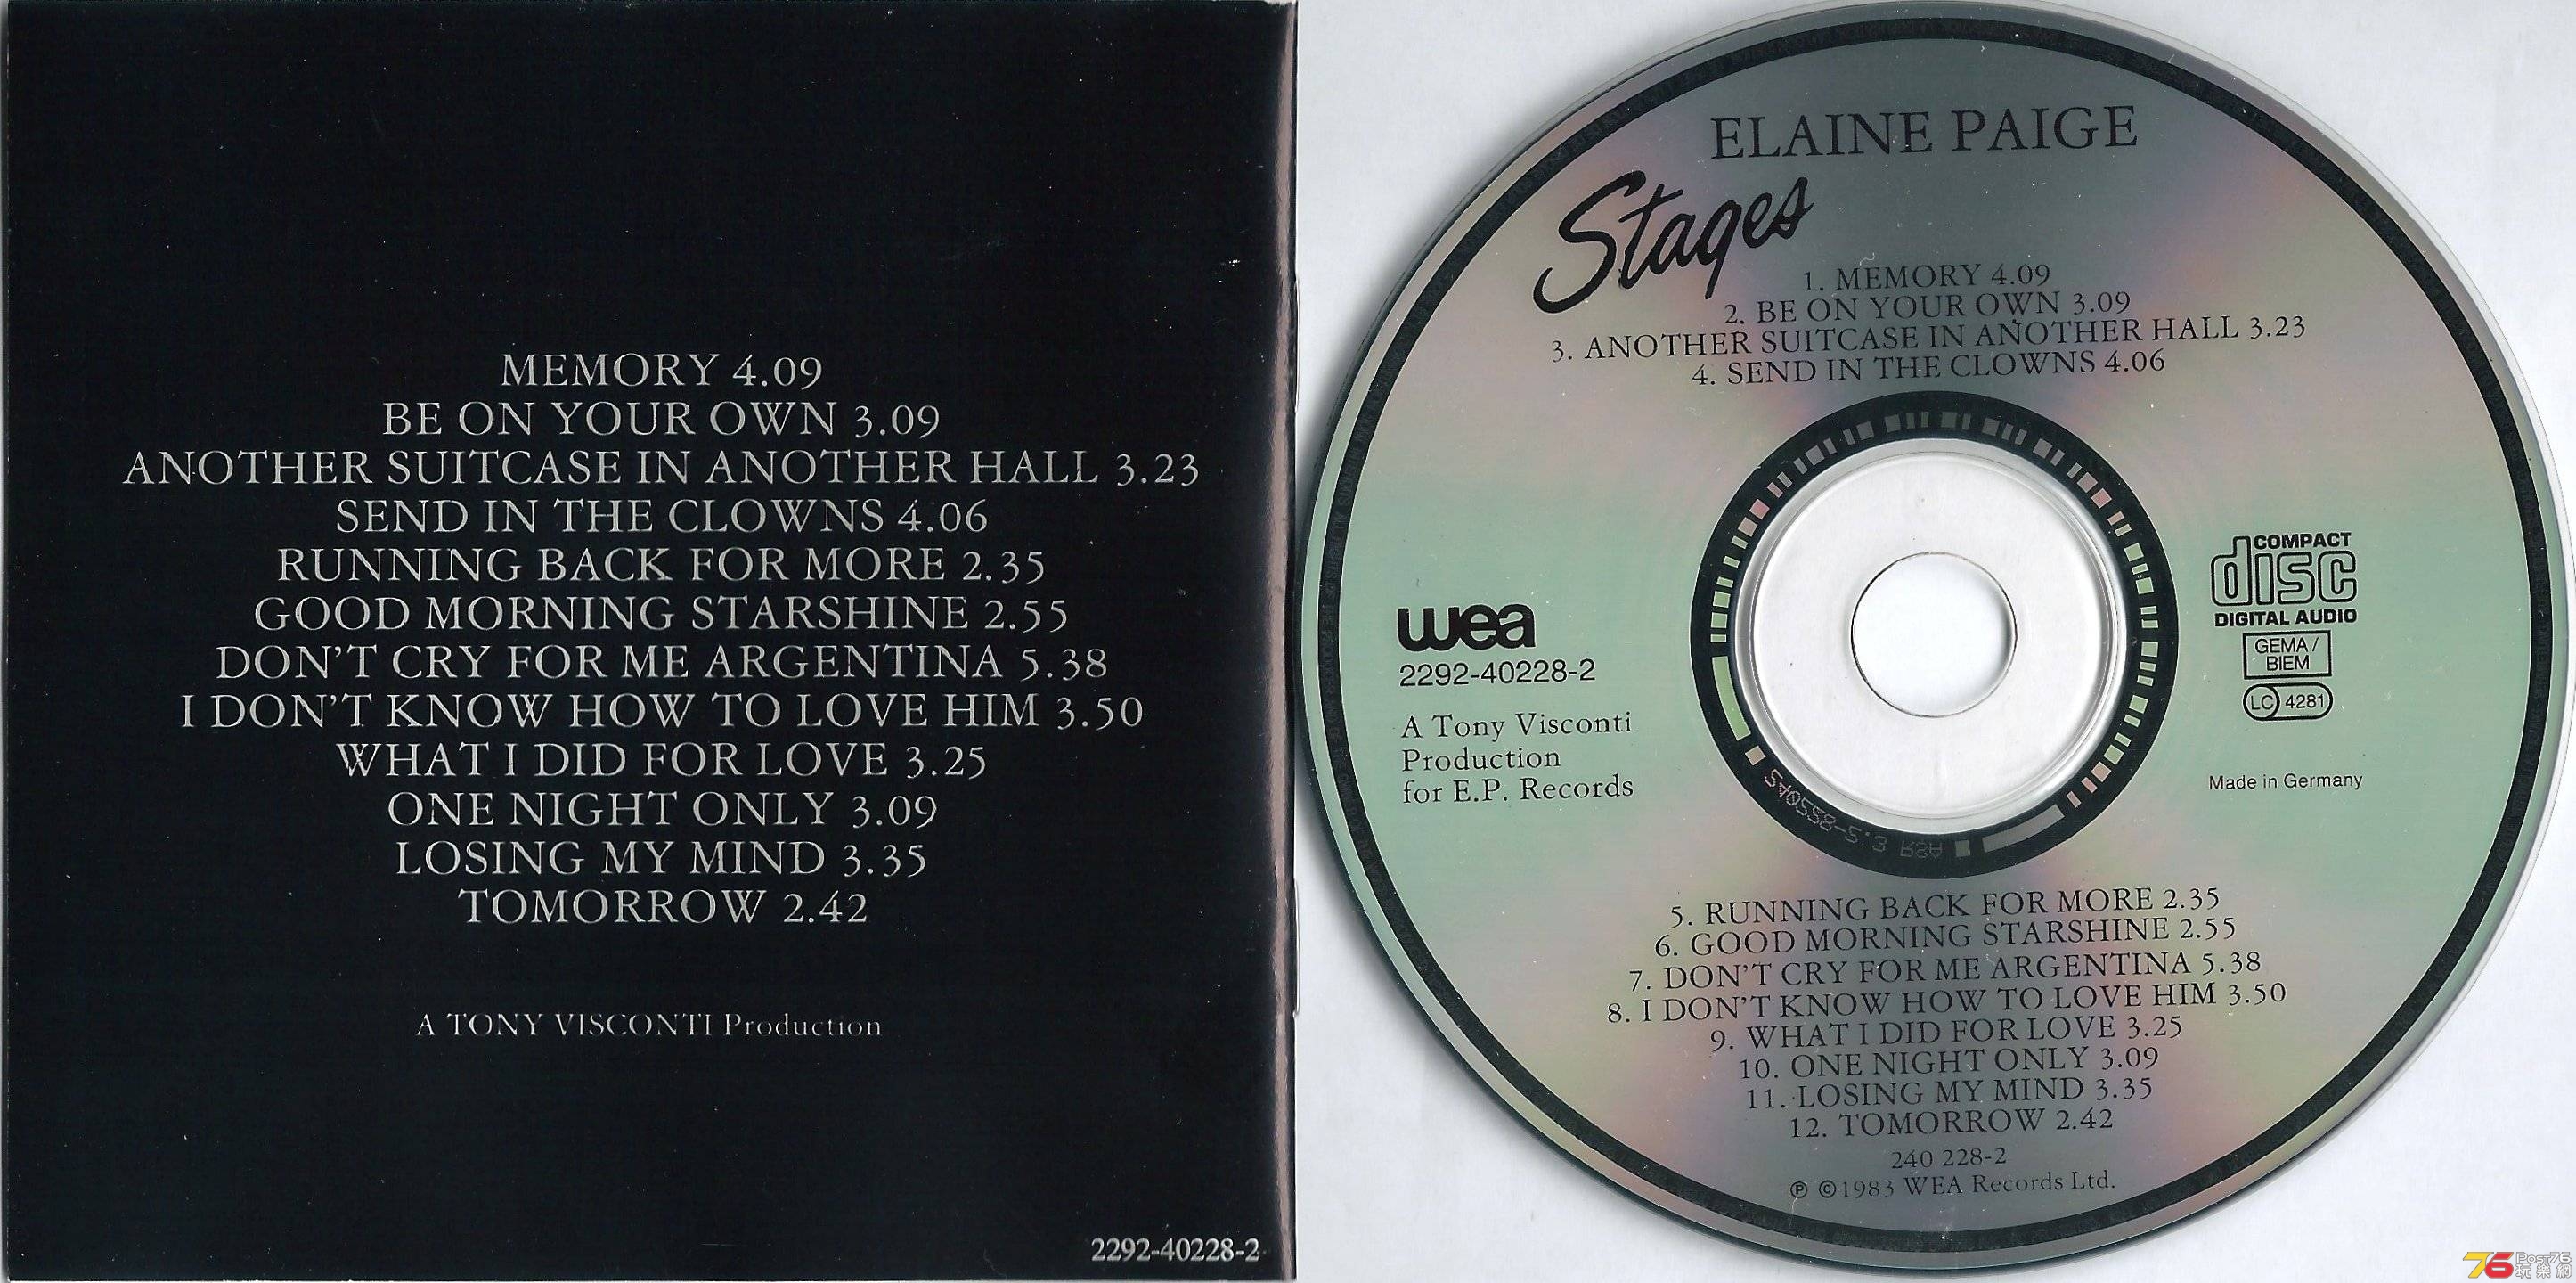 MEMORY 4.09
BE ON YOUR OWN 3.09
ANOTHER SUITCASE IN ANOTHER HALL 3.23
SEND IN THE CLOWNS 4.06
RUNNING BACK FOR MORE 2.35
GOOD MORNING STARSHINE 2.55
DON'T CRY FOR ME ARGENTINA 5.38
I DON'T KNOW HOW TO LOVE HIM 3.50
WHAT I DID FOR LOVE 3.25
ONE NIGHT ONLY 3.09
LOSING MY MIND 3.35
TOMORROW 2.42
A TONY VISCONTI Production
2292-40228-2
ELAINE PAIGE
Stages
1. MEMORY 4.09
2. BE ON YOUR OWN 3.09
3. ANOTHER SUITCASE IN ANOTHER HALL 3.23
4. SEND IN THE CLOWNS 4.06
wea
2292-40228-2
A Tony Visconti
Production
for E.P. Records
COMPACT
disc
DIGITAL AUDIO
GEMA/
BIEM
LC 4281
Made in Germany
5. RUNNING BACK FOR MORE 2.35
6. GOOD MORNING STARSHINE 2.55
7. DON'T CRY FOR ME ARGENTINA 5.38
8. I DON'T KNOW HOW TO LOVE HIM 3.50
9. WHAT I DID FOR LOVE 3.25
10. ONE NIGHT ONLY 3.09
11. LOSING MY MIND 3.35
12. TOMORROW 2.42
240 228-2
℗ ©1983 WEA Records Ltd.
76 Post76
玩樂網